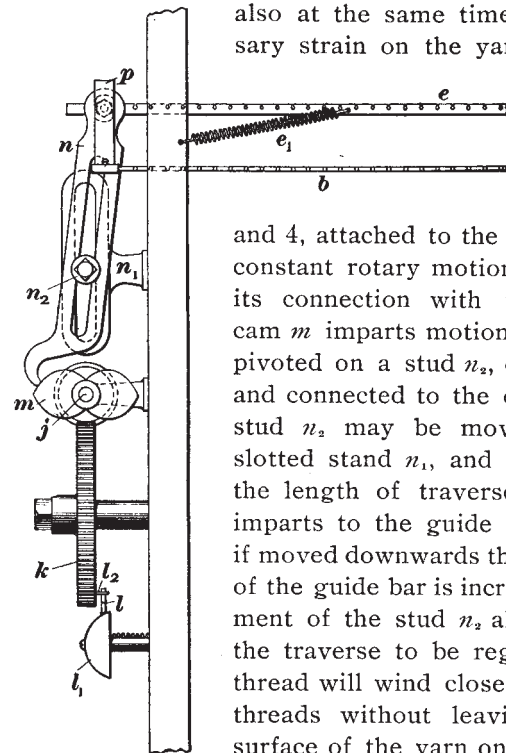 also at the same time
sary strain on the yar
p
e
n
e₁
b
and 4, attached to the
constant rotary motion
n₁
its connection with
n₂
cam m imparts motion
pivoted on a stud n₂,
m
and connected to the
j
stud n₂ may be mov
slotted stand n₁, and
the length of traverse
imparts to the guide
k
if moved downwards th
l₂
of the guide bar is incr
l
ment of the stud n₂ al
l₁
the traverse to be reg
thread will wind close
threads without leavi
surface of the yarn on